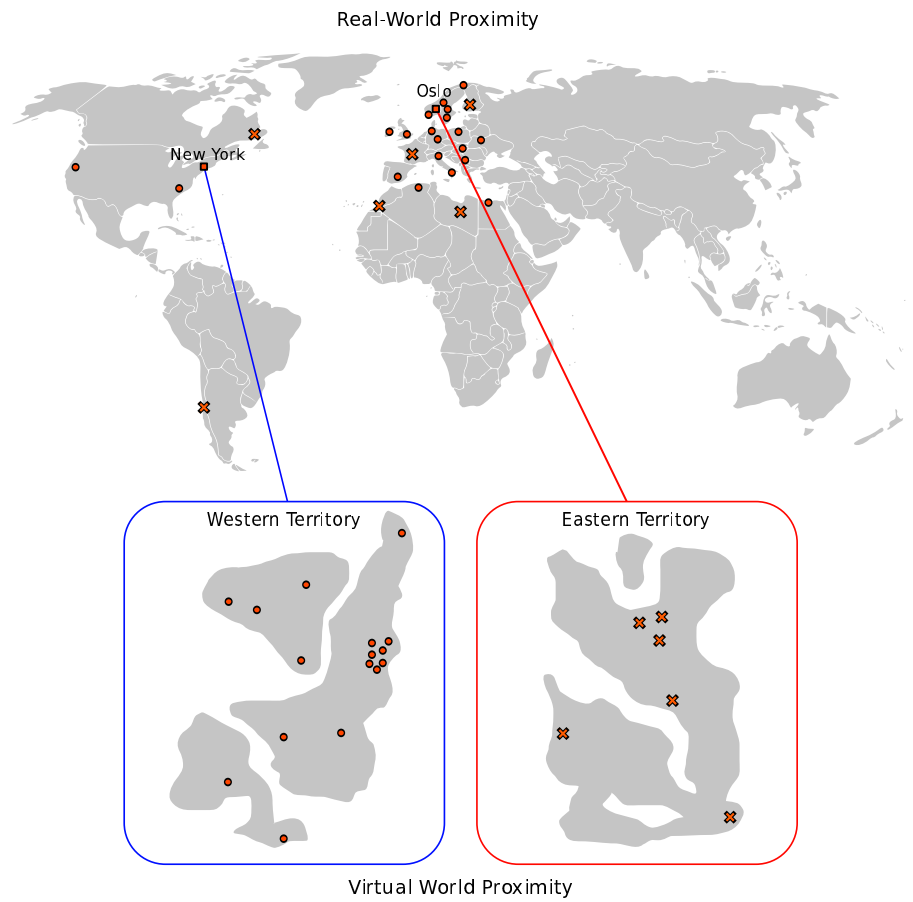 Real-World Proximity
Oslo
New York
Western Territory
Eastern Territory
Virtual World Proximity